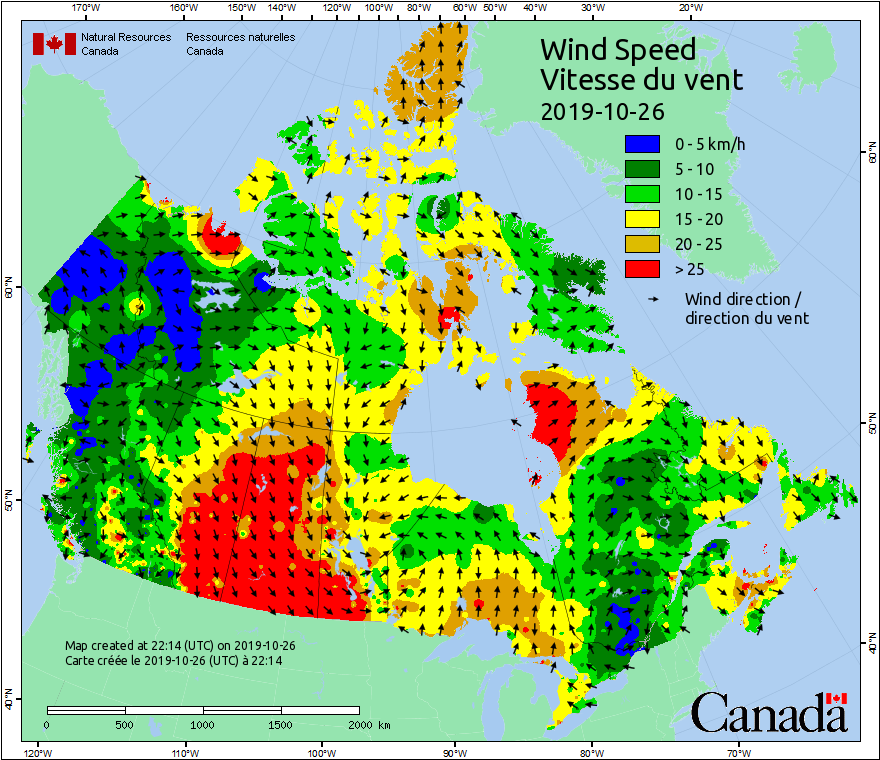 170°W 160°W 150°W 140°W 130°W 120°W 110°W 100°W 90°W 80°W 60°W 50°W 40°W 30°W 20°W
Natural Resources Canada
Ressources naturelles Canada
Wind Speed
Vitesse du vent
2019-10-26
0 - 5 km/h
5 - 10
10 - 15
15 - 20
20 - 25
> 25
Wind direction /
direction du vent
60°N
60°N
50°N
50°N
40°N
40°N
Map created at 22:14 (UTC) on 2019-10-26
Carte créée le 2019-10-26 (UTC) à 22:14
0 500 1000 1500 2000 km
Canada
120°W 110°W 100°W 90°W 80°W 70°W